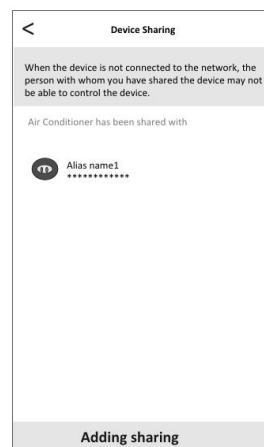 <
Device Sharing
When the device is not connected to the network, the
person with whom you have shared the device may not
be able to control the device.
Air Conditioner has been shared with
Alias name1
************
Adding sharing